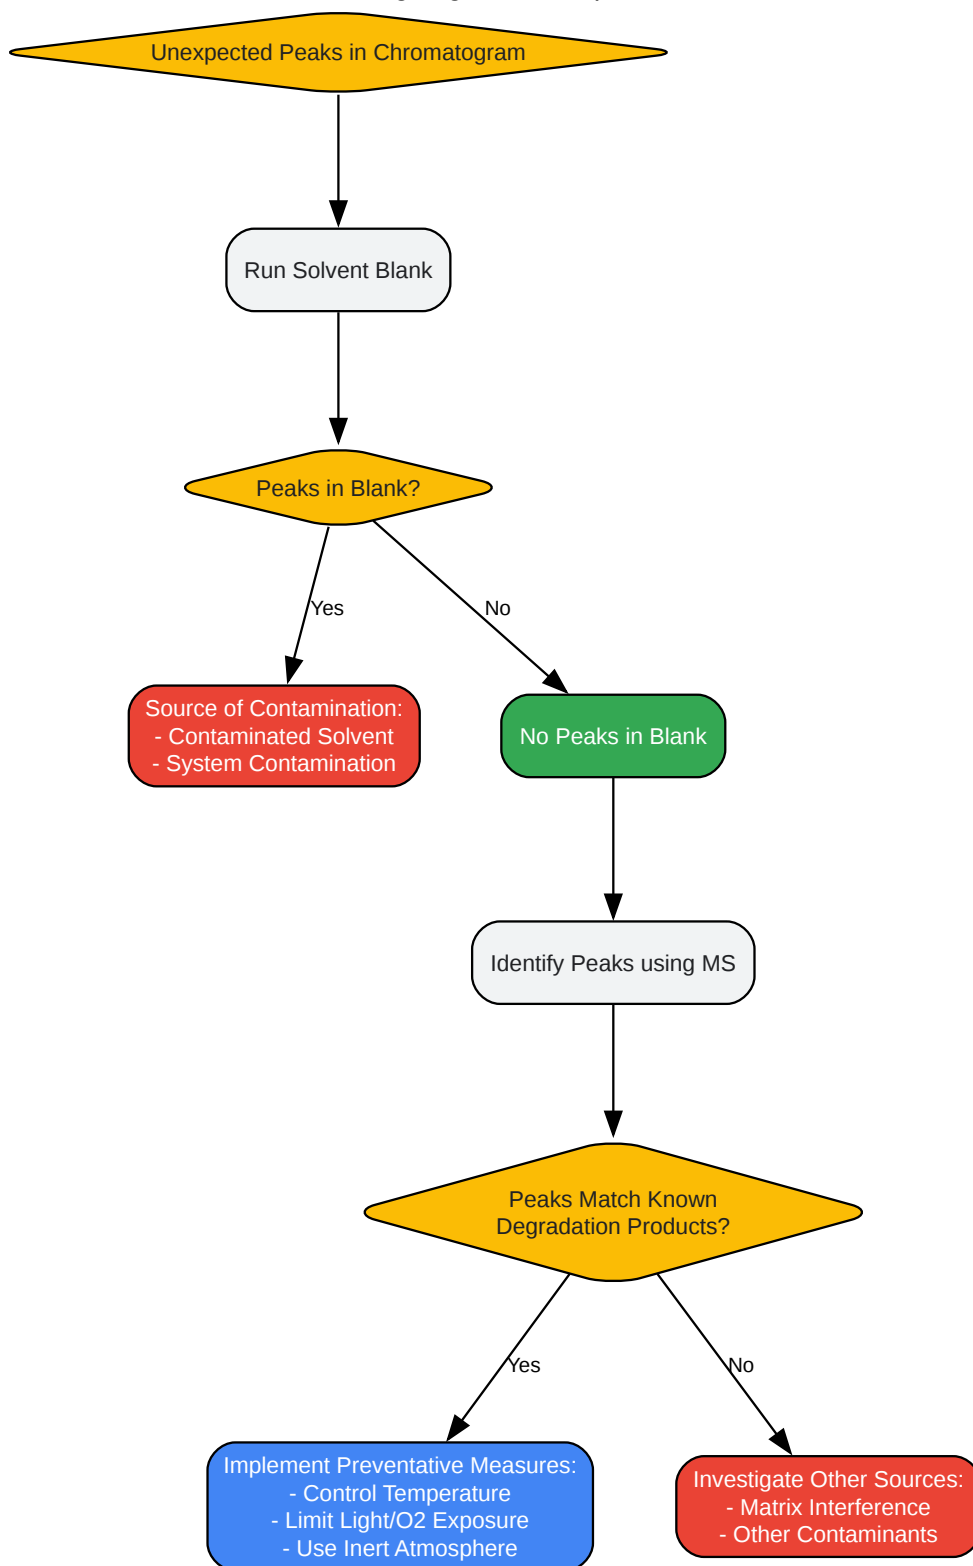 Unexpected Peaks in Chromatogram
Run Solvent Blank
Peaks in Blank?
Yes
No
Source of Contamination:
- Contaminated Solvent
- System Contamination
No Peaks in Blank
Identify Peaks using MS
Peaks Match Known
Degradation Products?
Yes
No
Implement Preventative Measures:
- Control Temperature
- Limit Light/O2 Exposure
- Use Inert Atmosphere
Investigate Other Sources:
- Matrix Interference
- Other Contaminants